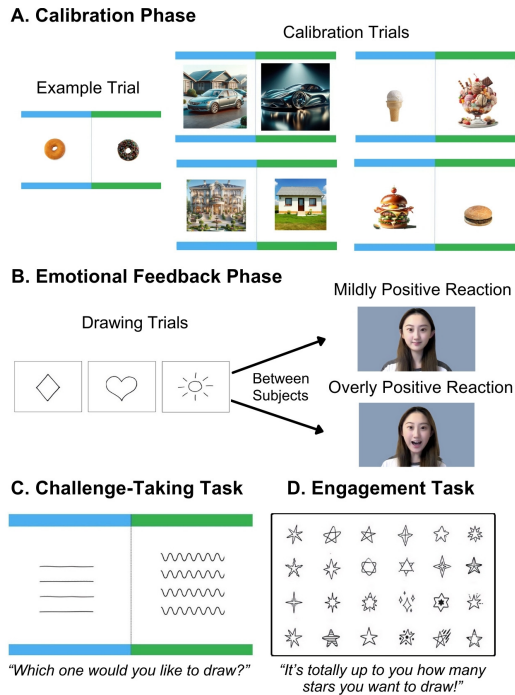 A. Calibration Phase
Calibration Trials
Example Trial
B. Emotional Feedback Phase
Mildly Positive Reaction
Drawing Trials
Between
Subjects
Overly Positive Reaction
C. Challenge-Taking Task
D. Engagement Task
“Which one would you like to draw?”
“It’s totally up to you how many
stars you want to draw!”